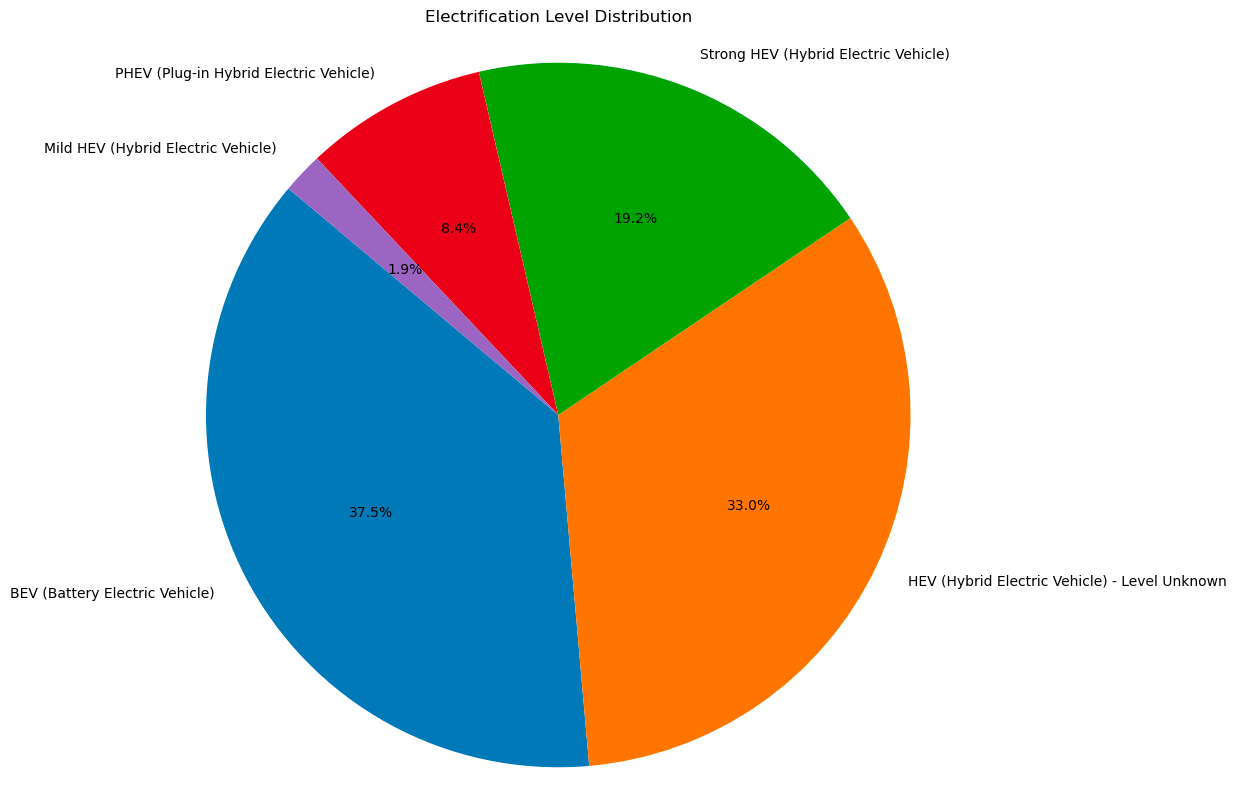 Electrification Level Distribution
Strong HEV (Hybrid Electric Vehicle)
PHEV (Plug-in Hybrid Electric Vehicle)
Mild HEV (Hybrid Electric Vehicle)
19.2%
8.4%
1.9%
33.0%
37.5%
HEV (Hybrid Electric Vehicle) - Level Unknown
BEV (Battery Electric Vehicle)